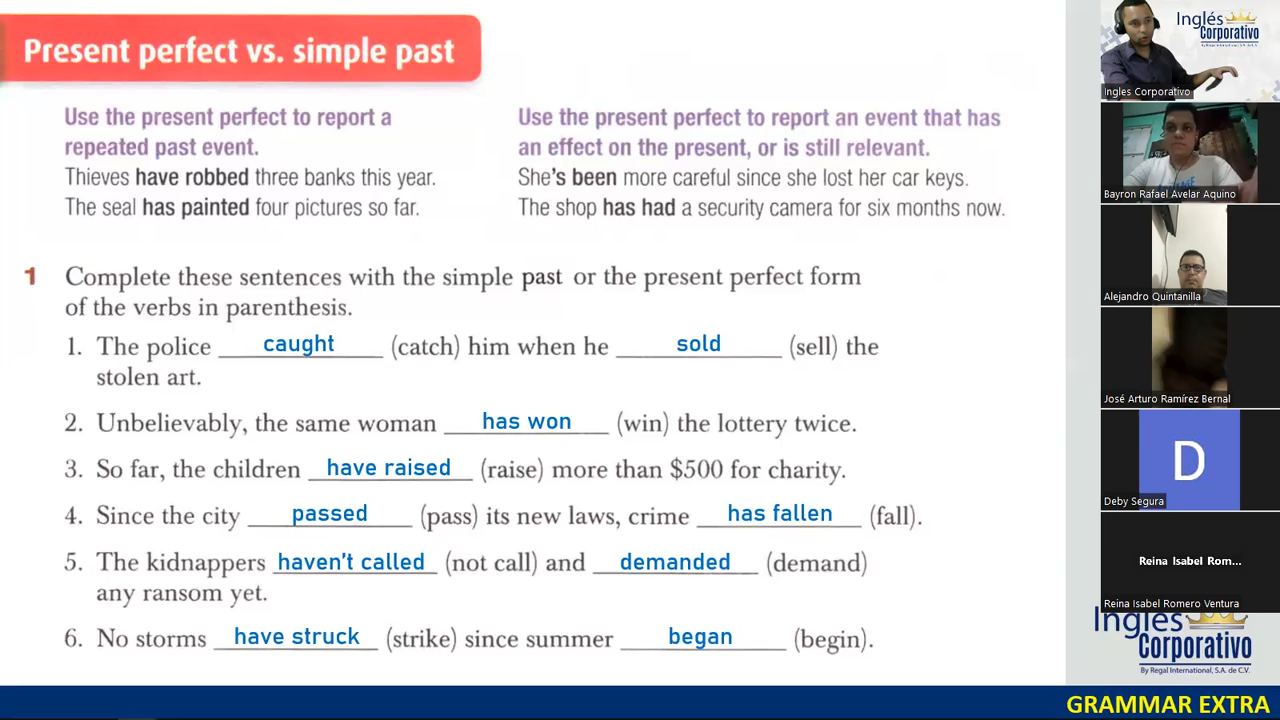 Present perfect vs. simple past
Use the present perfect to report a
repeated past event.
Thieves have robbed three banks this year.
The seal has painted four pictures so far.
Use the present perfect to report an event that has
an effect on the present, or is still relevant.
She's been more careful since she lost her car keys.
The shop has had a security camera for six months now.
1 Complete these sentences with the simple past or the present perfect form
of the verbs in parenthesis.
1. The police caught (catch) him when he sold (sell) the
stolen art.
2. Unbelievably, the same woman has won (win) the lottery twice.
3. So far, the children have raised (raise) more than $500 for charity.
4. Since the city passed (pass) its new laws, crime has fallen (fall).
5. The kidnappers haven't called (not call) and demanded (demand)
any ransom yet.
6. No storms have struck (strike) since summer began (begin).
Inglés
Corporativo
By Regal International, S.A. de C.V.
Ingles Corporativo
Bayron Rafael Avelar Aquino
Alejandro Quintanilla
José Arturo Ramírez Bernal
D
Deby Segura
Reina Isabel Rom...
Reina Isabel Romero Ventura
Inglés
Corporativo
By Regal International, S.A. de C.V.
GRAMMAR EXTRA